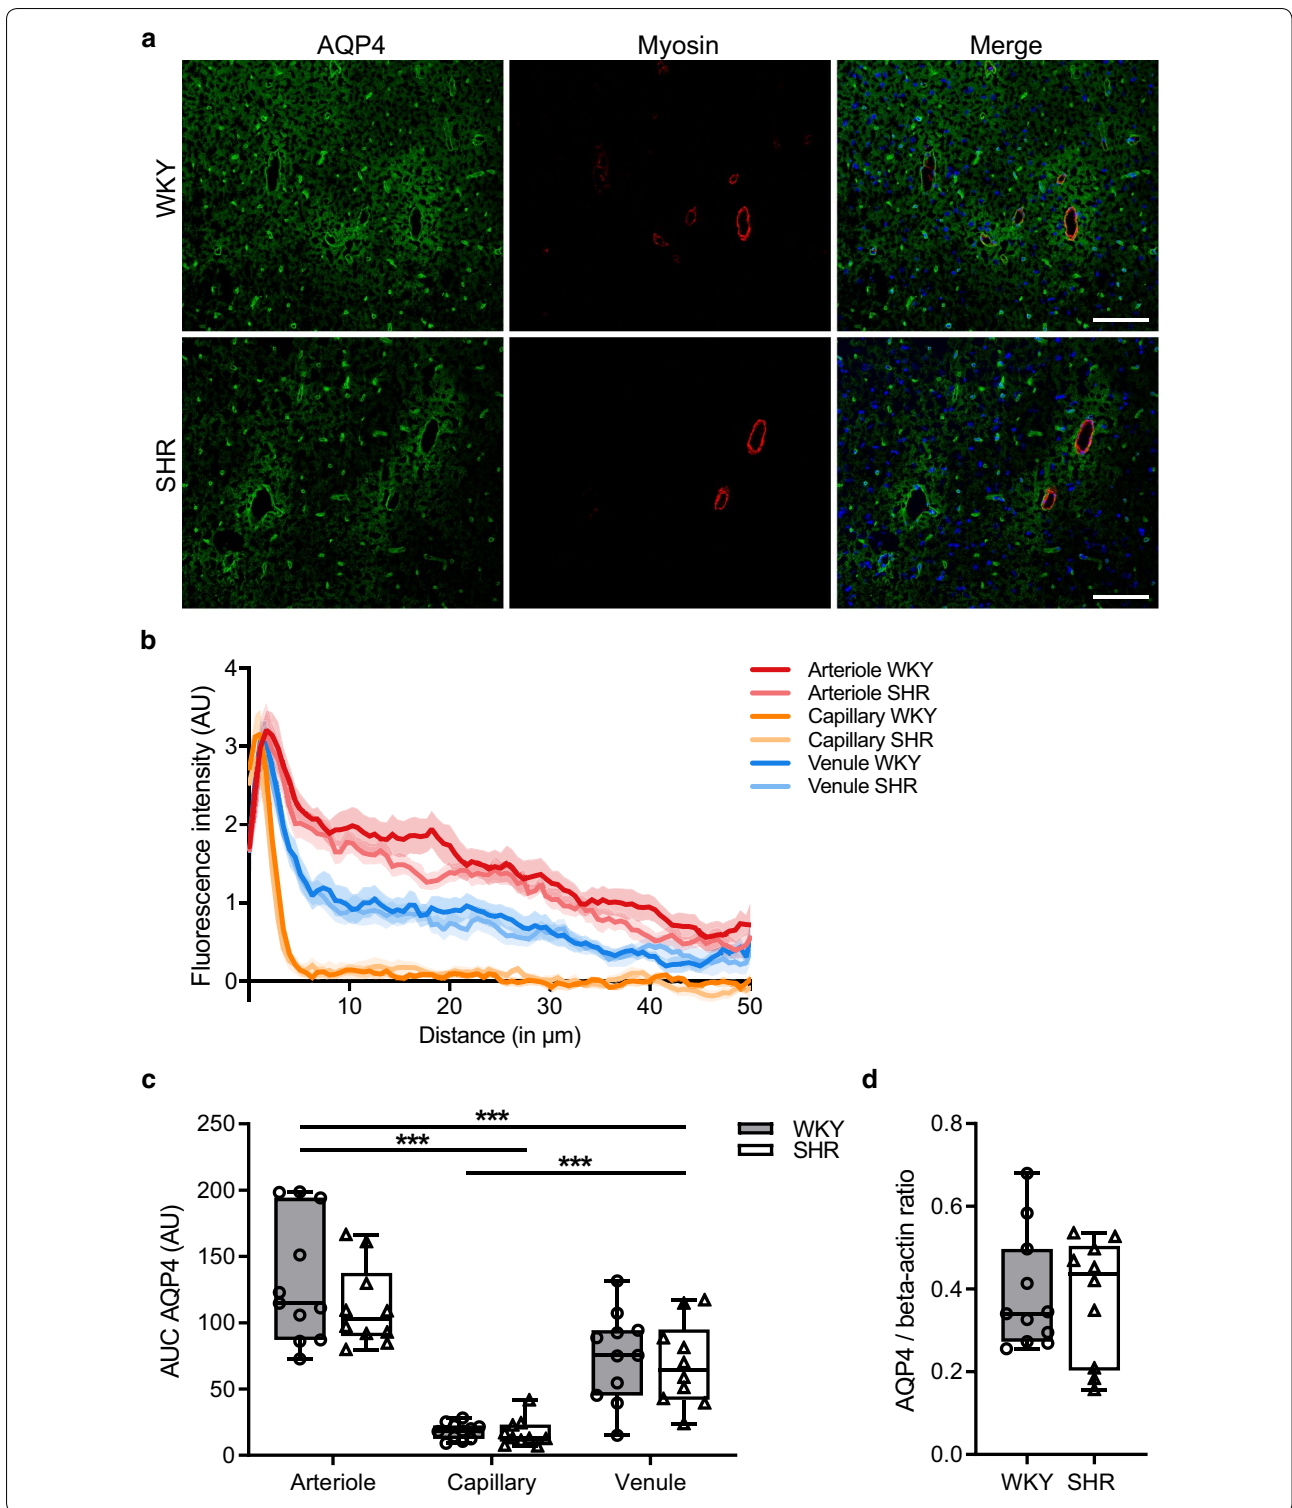 a
AQP4 Myosin Merge
WKY
SHR
b
Fluorescence intensity (AU)
4
3
2
1
0
10 20 30 40 50
Distance (in µm)
Arteriole WKY
Arteriole SHR
Capillary WKY
Capillary SHR
Venule WKY
Venule SHR
c
AUC AQP4 (AU)
250
200
150
100
50
0
***
***
***
WKY
SHR
Arteriole Capillary Venule
d
AQP4 / beta-actin ratio
0.8
0.6
0.4
0.2
0.0
WKY SHR